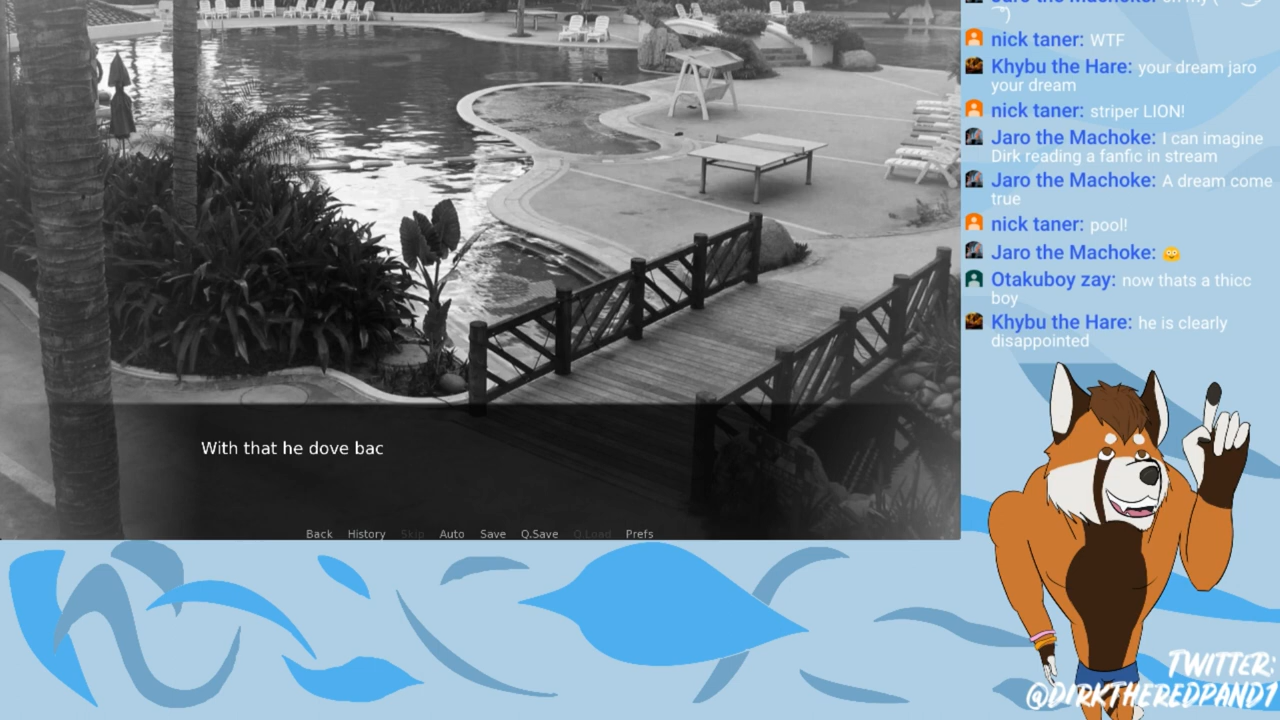 nick taner: WTF
Khybu the Hare: your dream jaro
your dream
nick taner: striper LION!
Jaro the Machoke: I can imagine
Dirk reading a fanfic in stream
Jaro the Machoke: A dream come
true
nick taner: pool!
Jaro the Machoke:
Otakuboy zay: now thats a thicc
boy
Khybu the Hare: he is clearly
disappointed
With that he dove bac
Back History Skip Auto Save Q.Save Q.Load Prefs
TWITTER:
@DIRKTHEREDPAND1